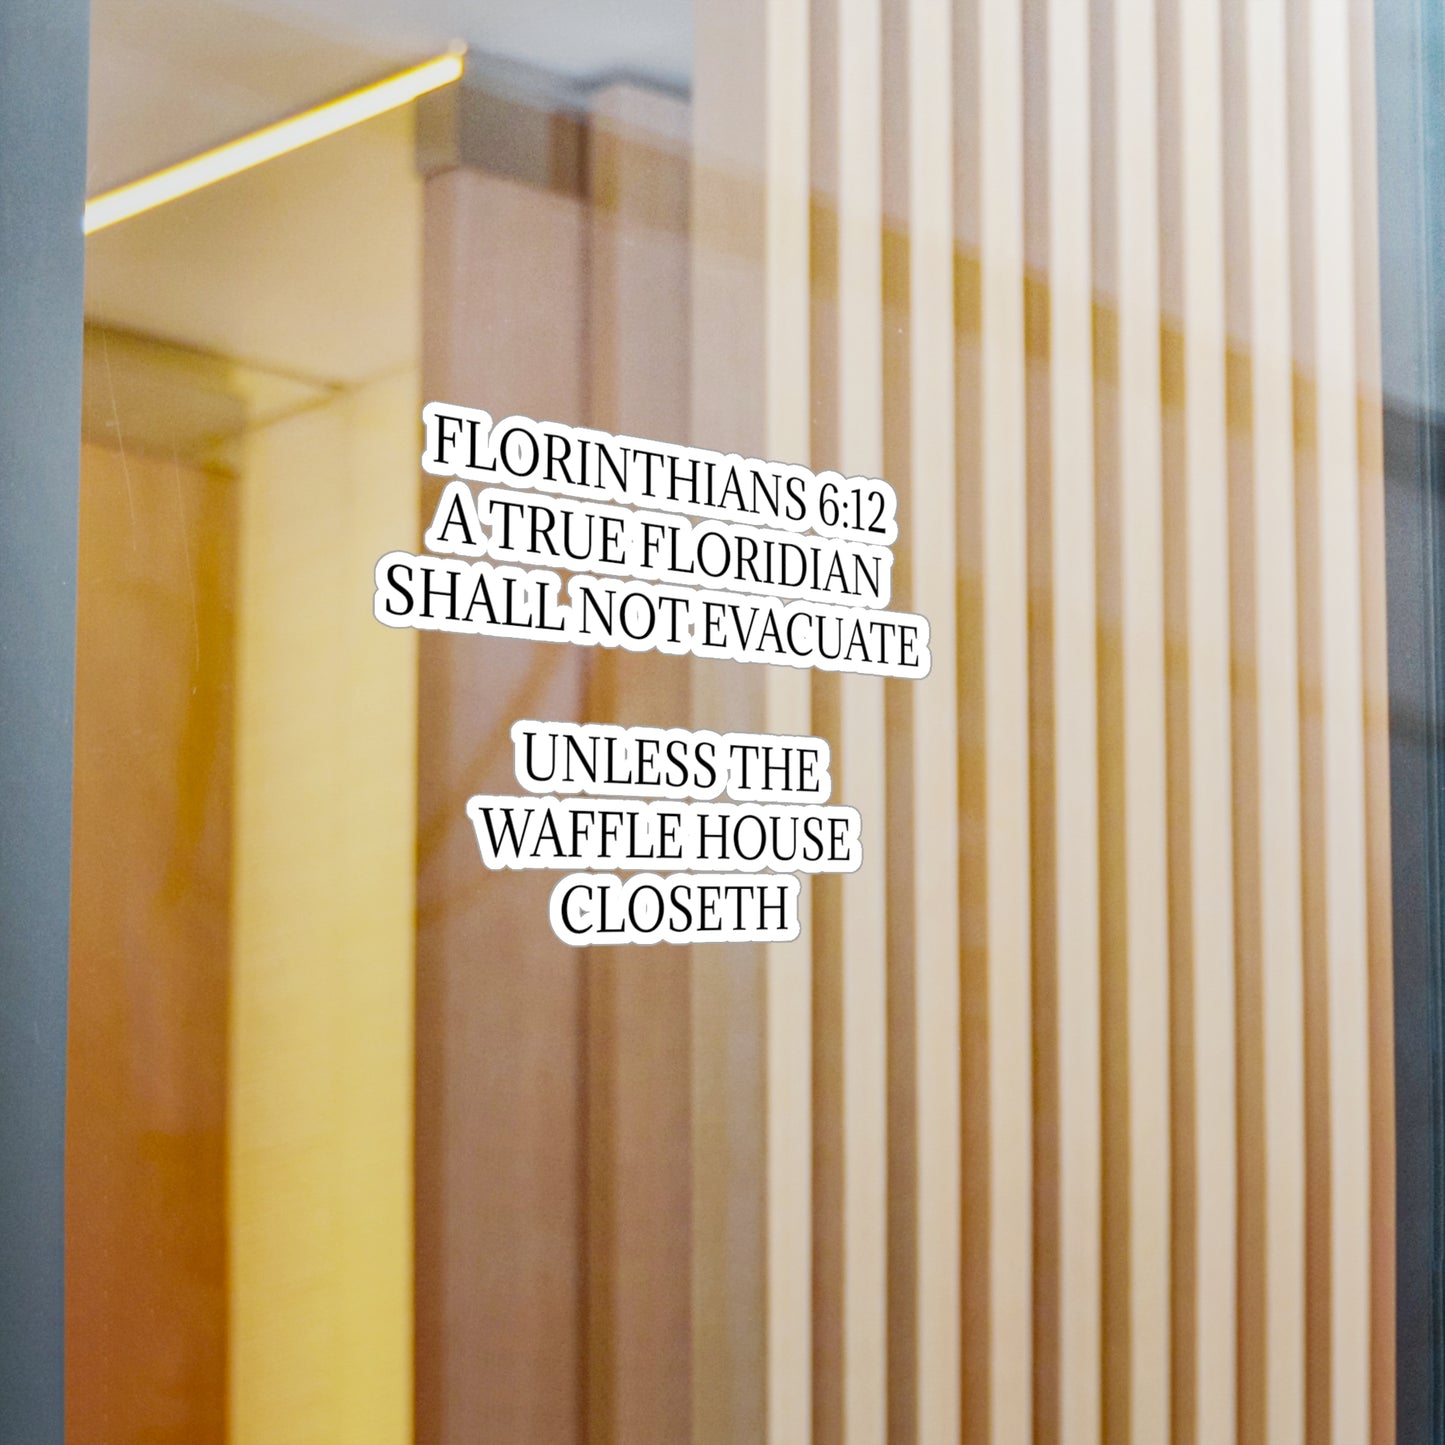 FLORINTHIANS 6:12
A TRUE FLORIDIAN
SHALL NOT EVACUATE
UNLESS THE
WAFFLE HOUSE
CLOSETH